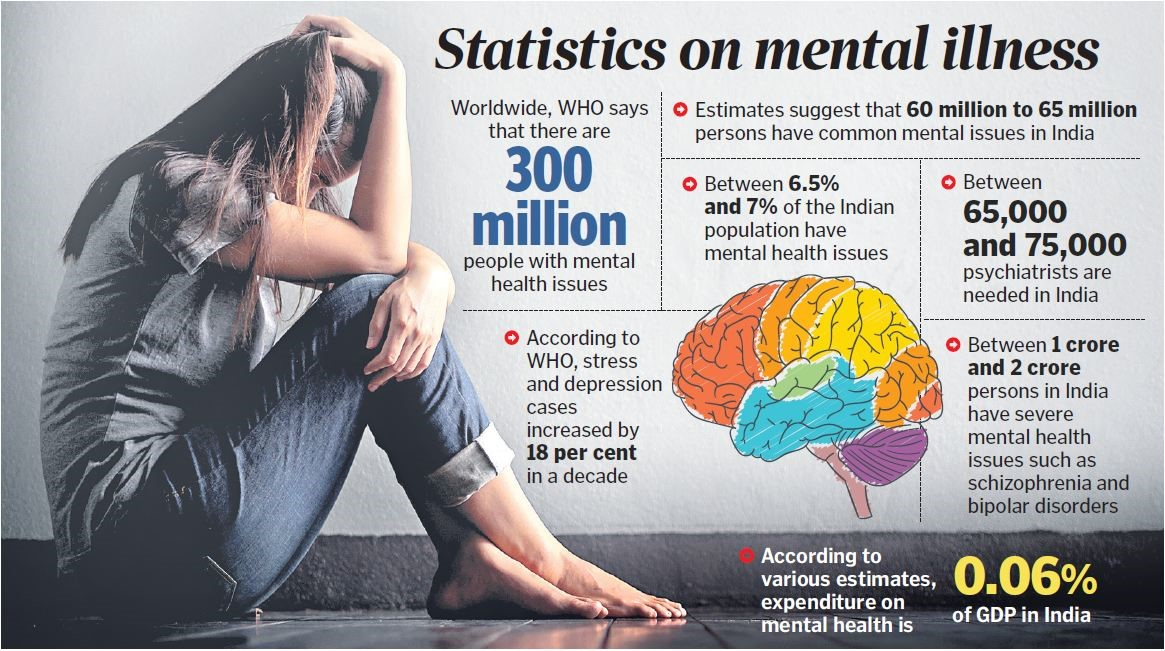 Statistics on mental illness
Worldwide, WHO says
that there are
300
million
people with mental
health issues
Estimates suggest that 60 million to 65 million
persons have common mental issues in India
Between 6.5%
and 7% of the Indian
population have
mental health issues
Between
65,000
and 75,000
psychiatrists are
needed in India
According to
WHO, stress
and depression
cases
increased by
18 per cent
in a decade
Between 1 crore
and 2 crore
persons in India
have severe
mental health
issues such as
schizophrenia and
bipolar disorders
According to
various estimates,
expenditure on
mental health is
0.06%
of GDP in India